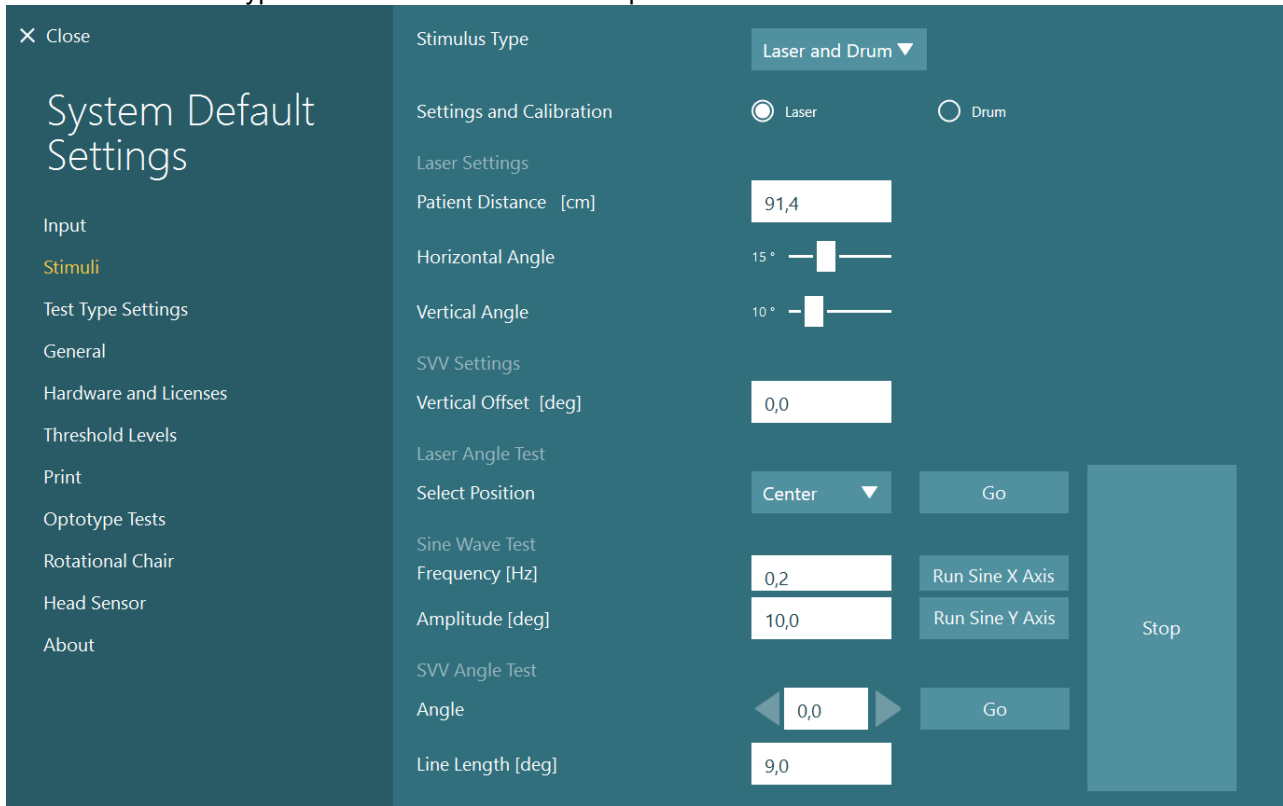 Close
System Default
Settings
Input
Stimuli
Test Type Settings
General
Hardware and Licenses
Threshold Levels
Print
Optotype Tests
Rotational Chair
Head Sensor
About
Stimulus Type
Laser and Drum
Settings and Calibration
Laser
Drum
Laser Settings
Patient Distance [cm]
91,4
Horizontal Angle
15 °
Vertical Angle
10 °
SVV Settings
Vertical Offset [deg]
0,0
Laser Angle Test
Select Position
Center
Go
Sine Wave Test
Frequency [Hz]
0,2
Run Sine X Axis
Amplitude [deg]
10,0
Run Sine Y Axis
Stop
SVV Angle Test
Angle
0,0
Go
Line Length [deg]
9,0